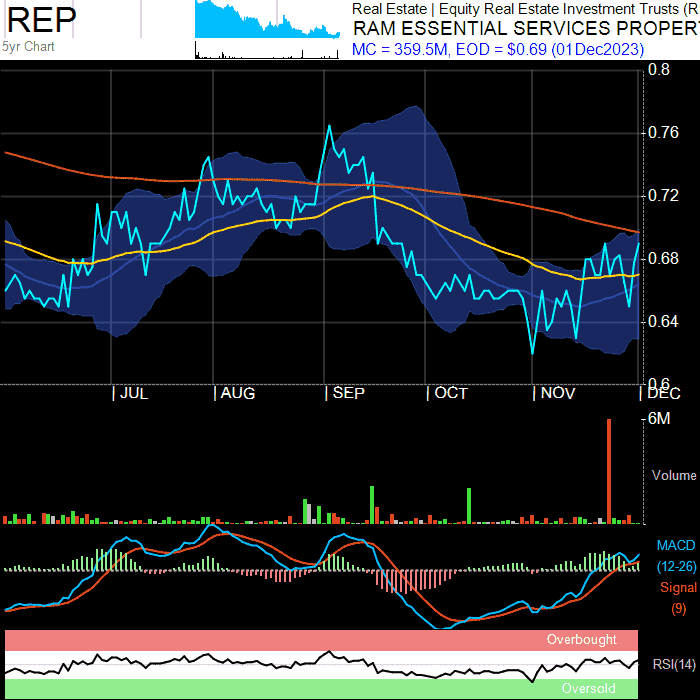 REP
5yr Chart
Real Estate | Equity Real Estate Investment Trusts (R
RAM ESSENTIAL SERVICES PROPER
MC = 359.5M, EOD = $0.69 (01Dec2023)
0.8
0.76
0.72
0.68
0.64
0.6
JUL AUG SEP OCT NOV DEC
6M
Volume
MACD
(12-26)
Signal
(9)
Overbought
RSI(14)
Oversold